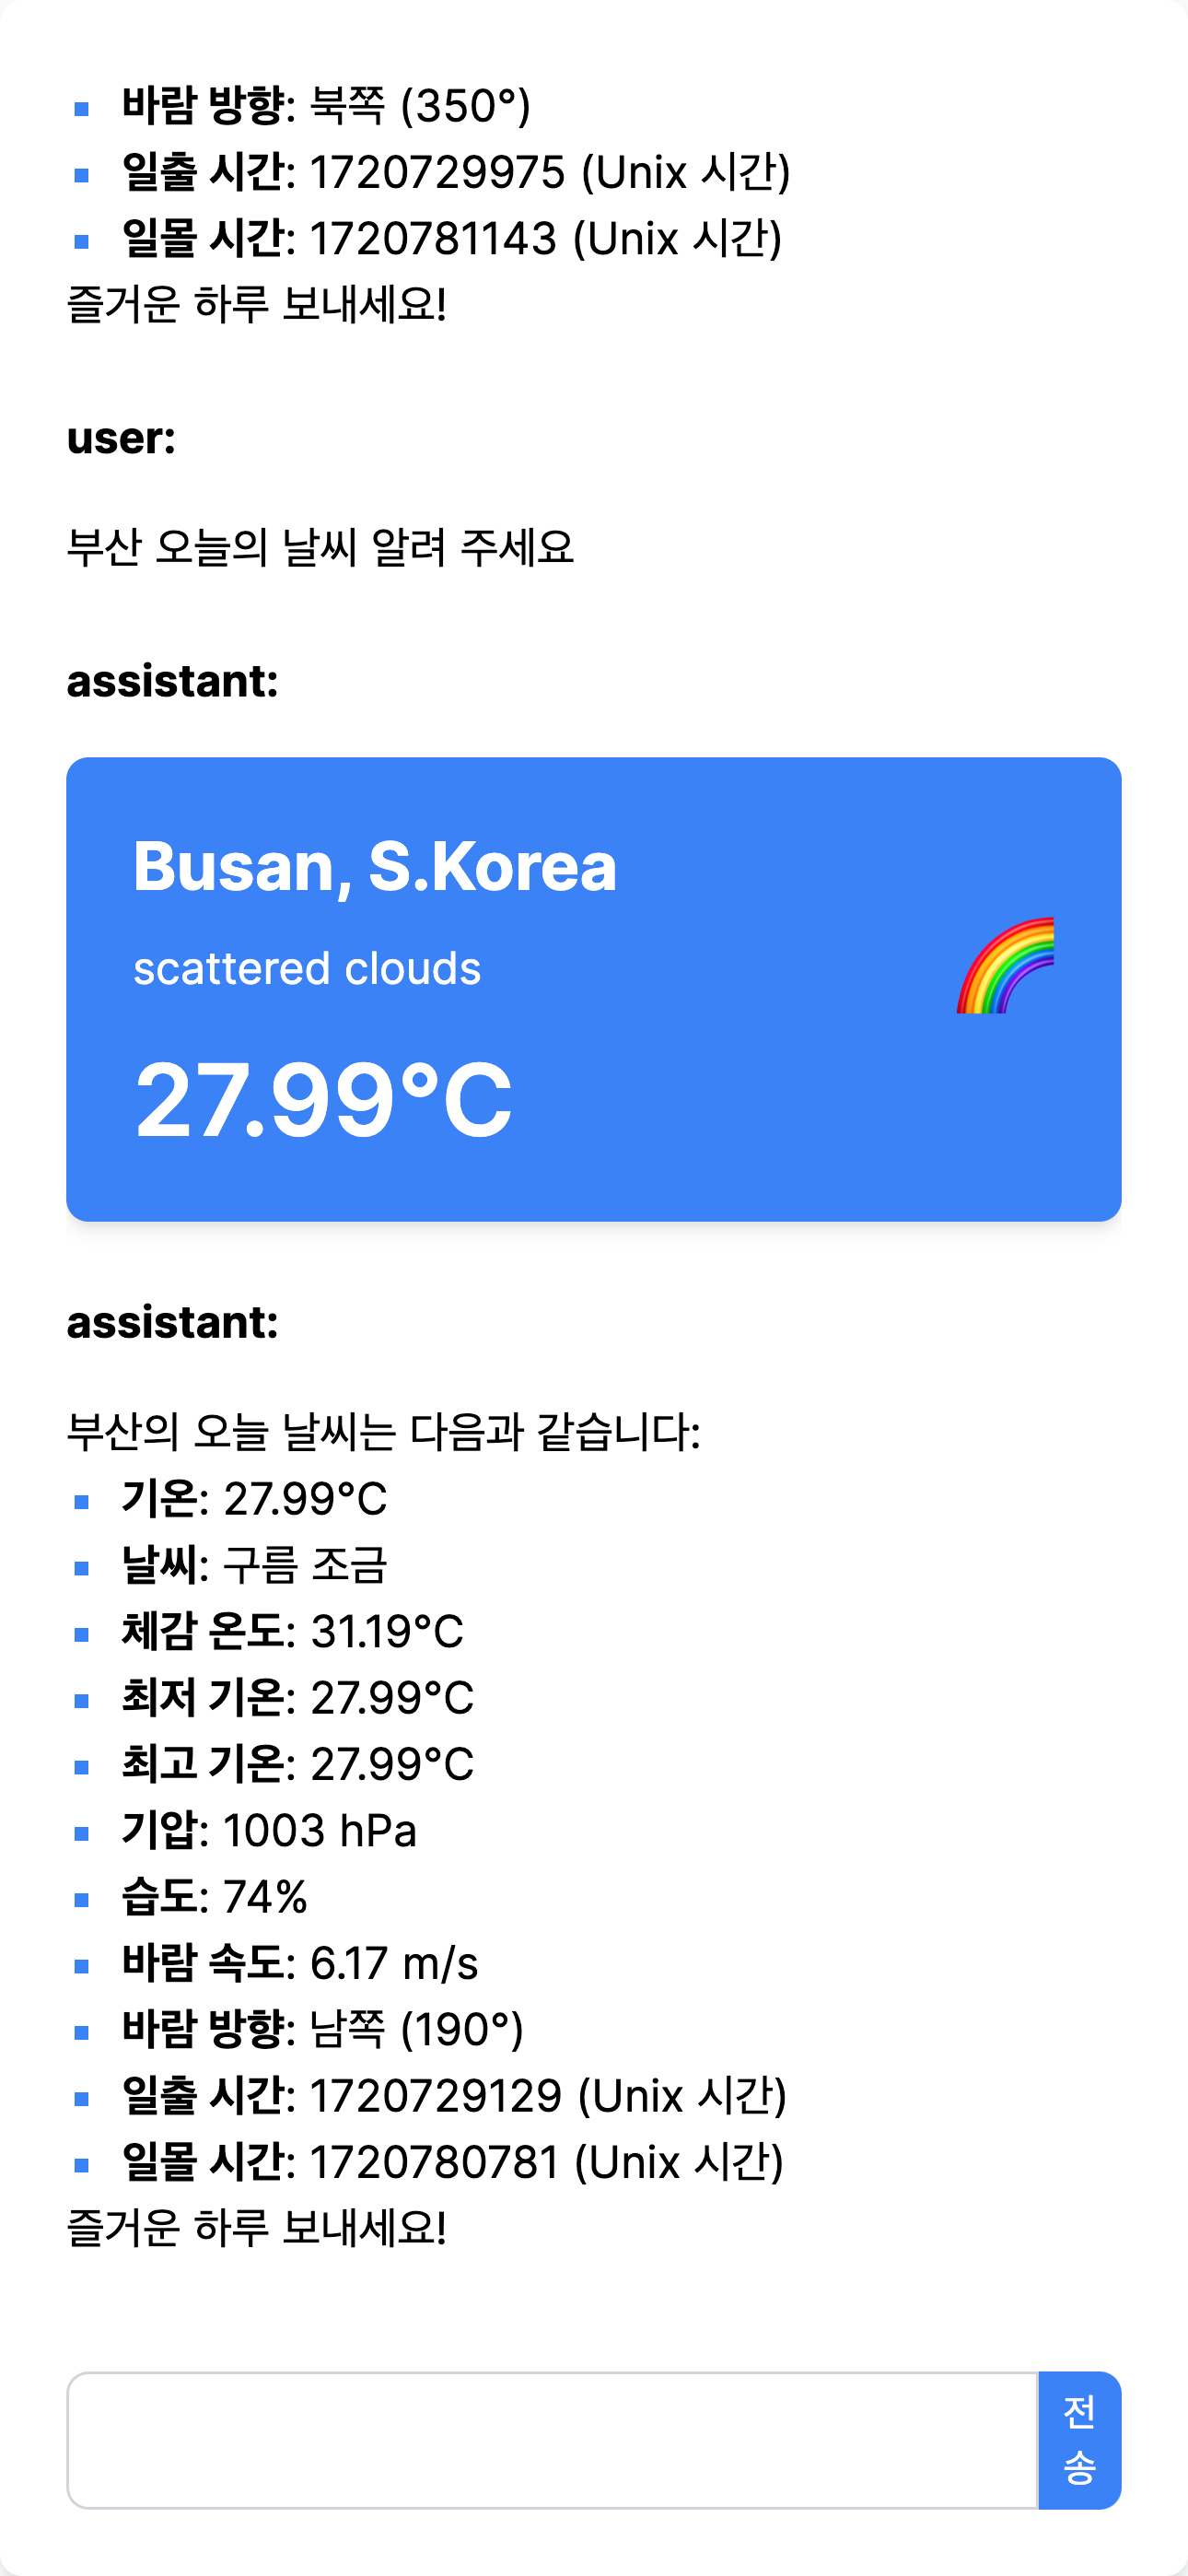 바람 방향: 북쪽 (350°)
일출 시간: 1720729975 (Unix 시간)
일몰 시간: 1720781143 (Unix 시간)
즐거운 하루 보내세요!
user:
부산 오늘의 날씨 알려 주세요
assistant:
Busan, S.Korea
scattered clouds
27.99°C
assistant:
부산의 오늘 날씨는 다음과 같습니다:
기온: 27.99°C
날씨: 구름 조금
체감 온도: 31.19°C
최저 기온: 27.99°C
최고 기온: 27.99°C
기압: 1003 hPa
습도: 74%
바람 속도: 6.17 m/s
바람 방향: 남쪽 (190°)
일출 시간: 1720729129 (Unix 시간)
일몰 시간: 1720780781 (Unix 시간)
즐거운 하루 보내세요!
전
송